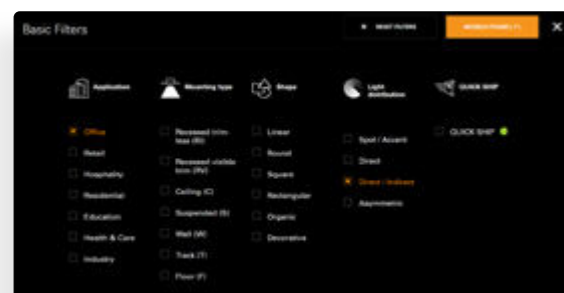 Basic Filters
RESET FILTERS
Application
Mounting type
Shape
Light
distribution
QUICK SHIP
Office
Retail
Hospitality
Residential
Education
Health & Care
Industry
Recessed trim-
less (RI)
Recessed visible
trim (RV)
Ceiling (C)
Suspended (S)
Wall (W)
Track (T)
Floor (F)
Linear
Round
Square
Rectangular
Organic
Decorative
Spot / Accent
Direct
Direct / Indirect
Asymmetric
QUICK SHIP